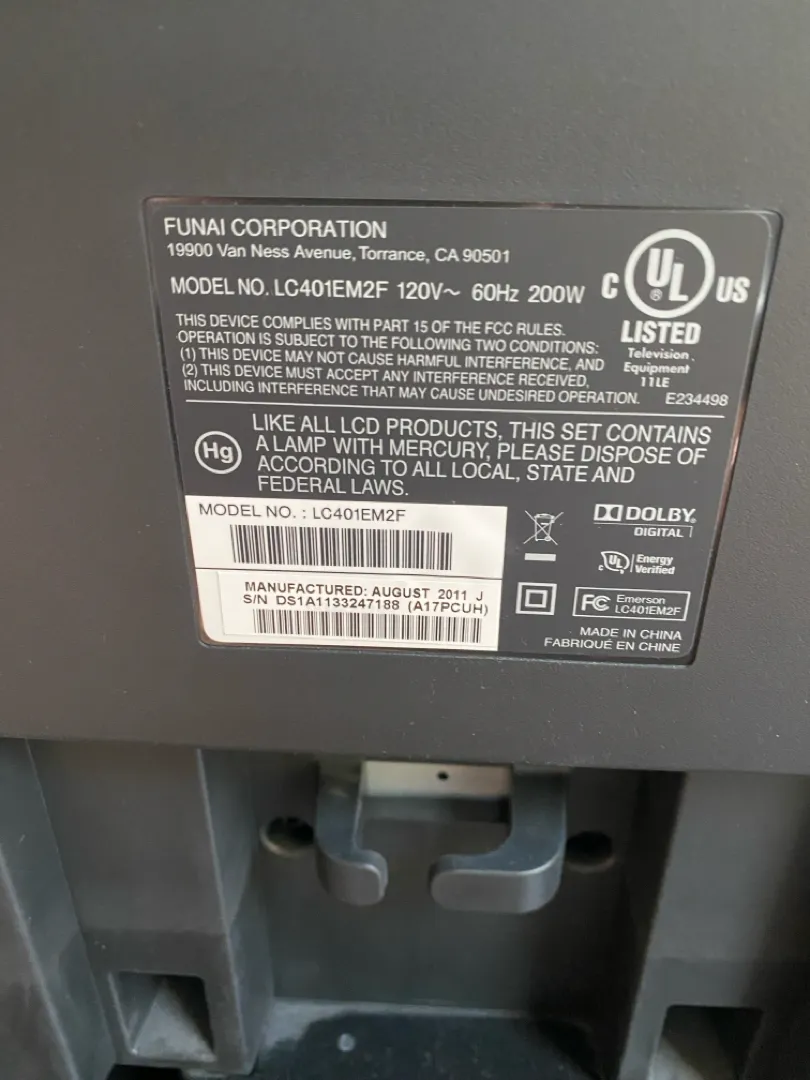 FUNAI CORPORATION
19900 Van Ness Avenue, Torrance, CA 90501
MODEL NO. LC401EM2F 120V~ 60Hz 200W
C UL ® US
LISTED
Television
Equipment
11LE
E234498
THIS DEVICE COMPLIES WITH PART 15 OF THE FCC RULES.
OPERATION IS SUBJECT TO THE FOLLOWING TWO CONDITIONS:
(1) THIS DEVICE MAY NOT CAUSE HARMFUL INTERFERENCE, AND
(2) THIS DEVICE MUST ACCEPT ANY INTERFERENCE RECEIVED,
INCLUDING INTERFERENCE THAT MAY CAUSE UNDESIRED OPERATION.
Hg
LIKE ALL LCD PRODUCTS, THIS SET CONTAINS
A LAMP WITH MERCURY, PLEASE DISPOSE OF
ACCORDING TO ALL LOCAL, STATE AND
FEDERAL LAWS.
MODEL NO. : LC401EM2F
MANUFACTURED: AUGUST 2011 J
S/N DS1A1133247188 (A17PCUH)
DOLBY.
DIGITAL
c UL us Energy
Verified
FC Emerson
LC401EM2F
MADE IN CHINA
FABRIQUÉ EN CHINE